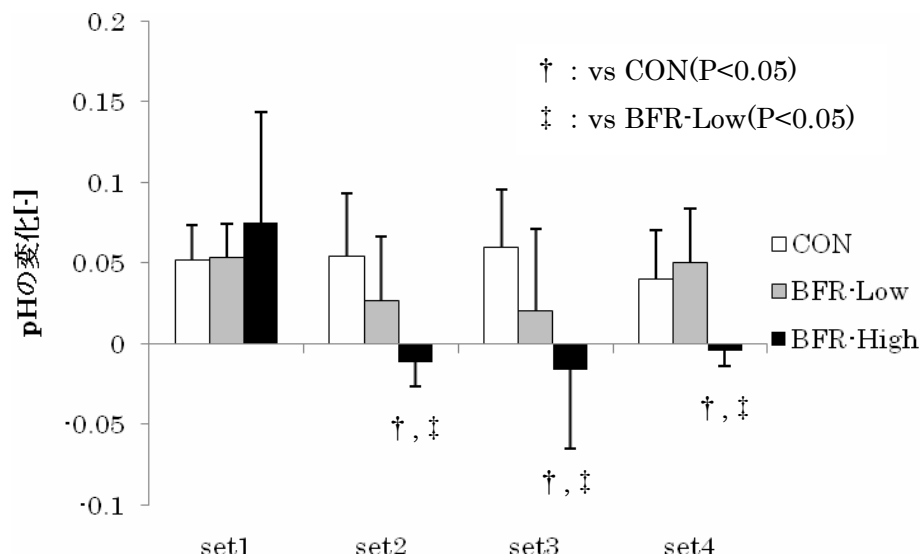 0.2
† : vs CON(P<0.05)
‡ : vs BFR-Low(P<0.05)
0.15
0.1
0.05
0
-0.05
-0.1
pHの変化[-]
CON
BFR-Low
BFR-High
† , ‡
† , ‡
† , ‡
set1 set2 set3 set4